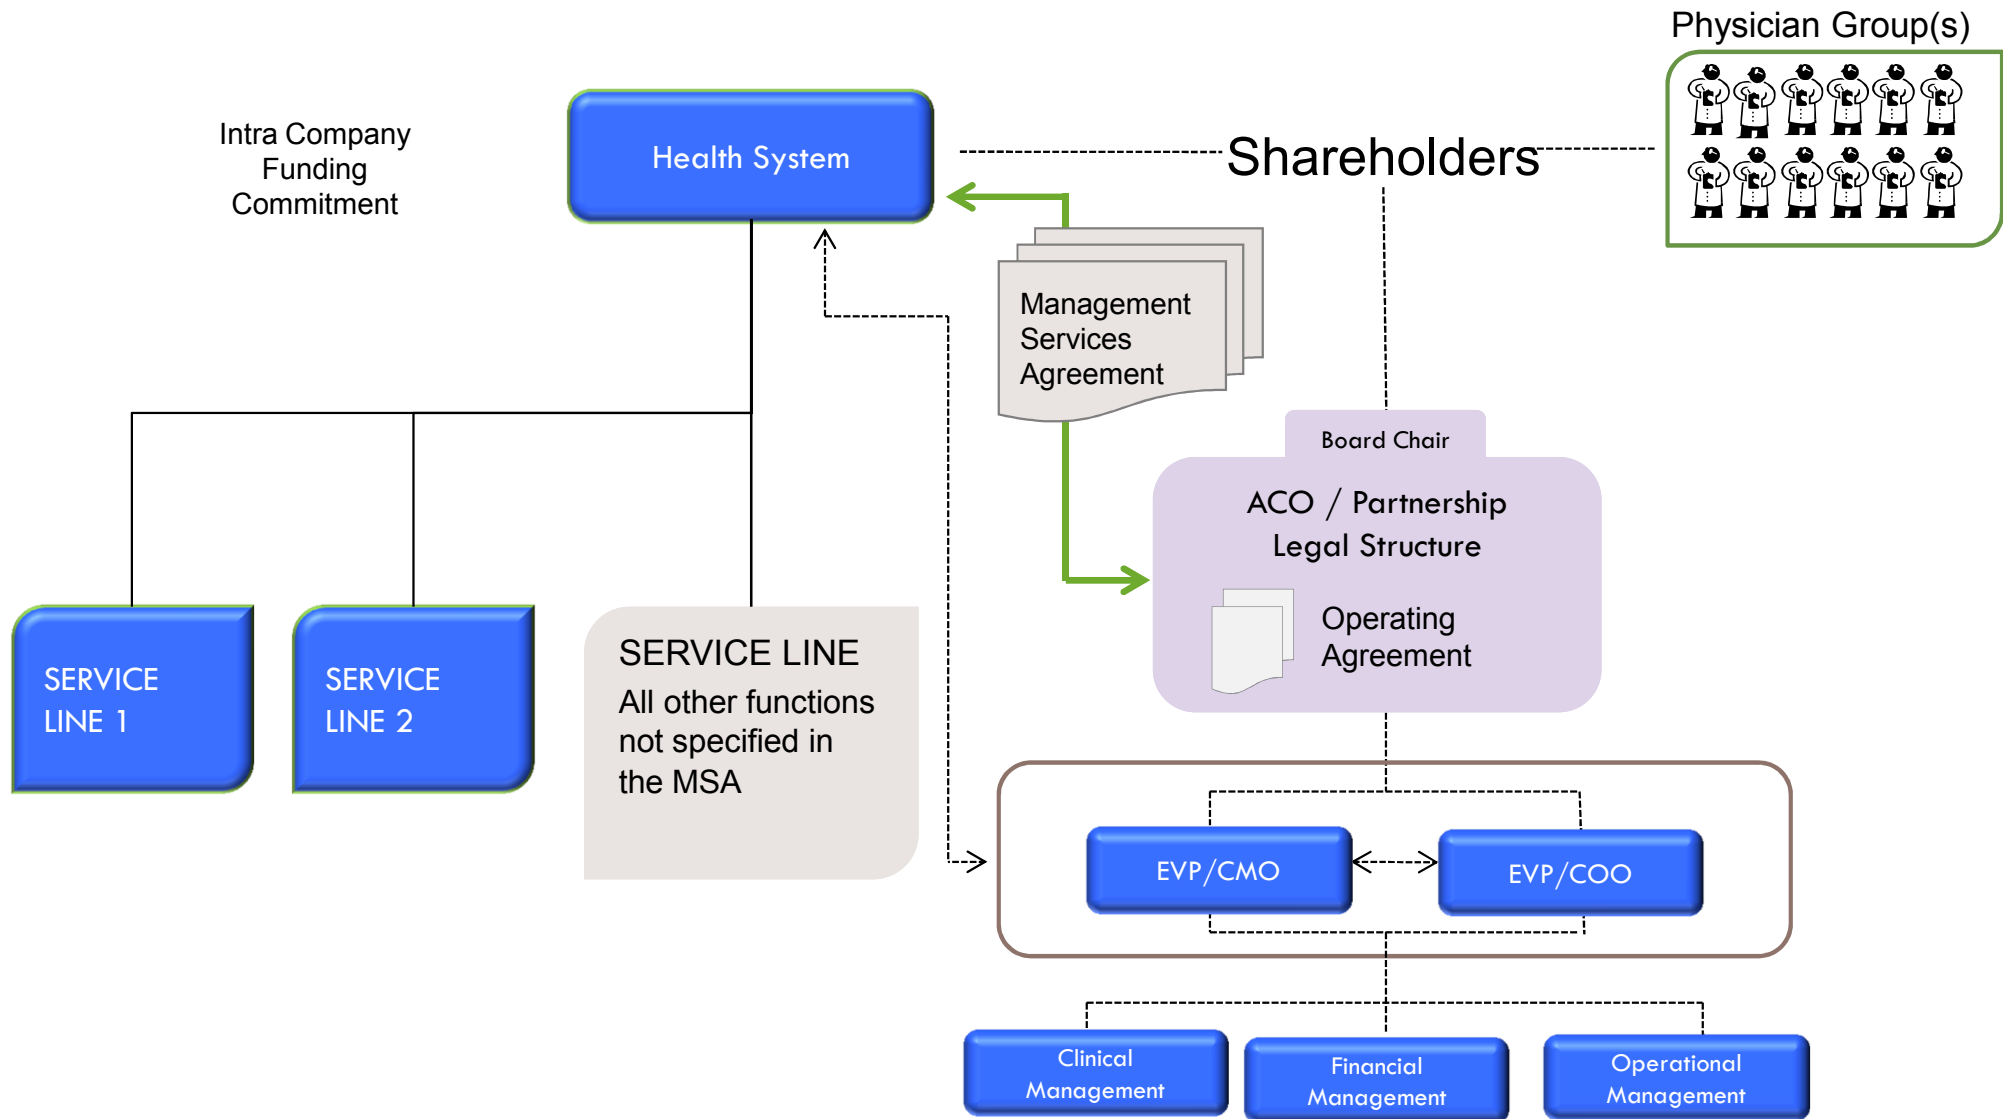 Physician Group(s)
Intra Company
Funding
Commitment
Health System
Shareholders
Management
Services
Agreement
Board Chair
ACO / Partnership
Legal Structure
Operating
Agreement
SERVICE
LINE 1
SERVICE
LINE 2
SERVICE LINE
All other functions
not specified in
the MSA
EVP/CMO
EVP/COO
Clinical
Management
Financial
Management
Operational
Management